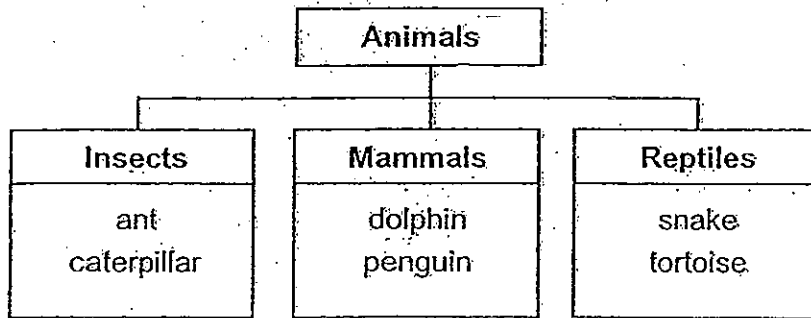 Animals
Insects
ant
caterpillar
Mammals
dolphin
penguin
Reptiles
snake
tortoise